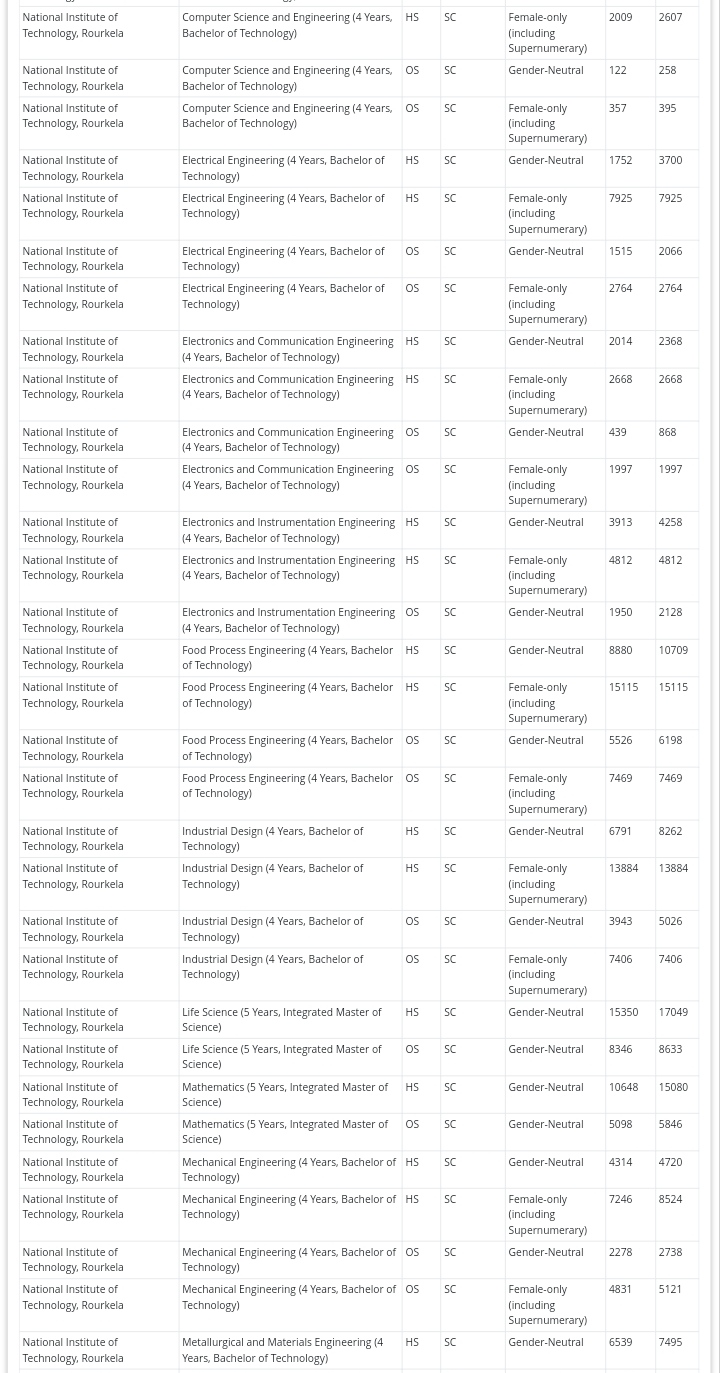 National Institute of Technology, Rourkela Computer Science and Engineering (4 Years, Bachelor of Technology) HS SC Female-only (including Supernumerary) 2009 2607
National Institute of Technology, Rourkela Computer Science and Engineering (4 Years, Bachelor of Technology) OS SC Gender-Neutral 122 258
National Institute of Technology, Rourkela Computer Science and Engineering (4 Years, Bachelor of Technology) OS SC Female-only (including Supernumerary) 357 395
National Institute of Technology, Rourkela Electrical Engineering (4 Years, Bachelor of Technology) HS SC Gender-Neutral 1752 3700
National Institute of Technology, Rourkela Electrical Engineering (4 Years, Bachelor of Technology) HS SC Female-only (including Supernumerary) 7925 7925
National Institute of Technology, Rourkela Electrical Engineering (4 Years, Bachelor of Technology) OS SC Gender-Neutral 1515 2066
National Institute of Technology, Rourkela Electrical Engineering (4 Years, Bachelor of Technology) OS SC Female-only (including Supernumerary) 2764 2764
National Institute of Technology, Rourkela Electronics and Communication Engineering (4 Years, Bachelor of Technology) HS SC Gender-Neutral 2014 2368
National Institute of Technology, Rourkela Electronics and Communication Engineering (4 Years, Bachelor of Technology) HS SC Female-only (including Supernumerary) 2668 2668
National Institute of Technology, Rourkela Electronics and Communication Engineering (4 Years, Bachelor of Technology) OS SC Gender-Neutral 439 868
National Institute of Technology, Rourkela Electronics and Communication Engineering (4 Years, Bachelor of Technology) OS SC Female-only (including Supernumerary) 1997 1997
National Institute of Technology, Rourkela Electronics and Instrumentation Engineering (4 Years, Bachelor of Technology) HS SC Gender-Neutral 3913 4258
National Institute of Technology, Rourkela Electronics and Instrumentation Engineering (4 Years, Bachelor of Technology) HS SC Female-only (including Supernumerary) 4812 4812
National Institute of Technology, Rourkela Electronics and Instrumentation Engineering (4 Years, Bachelor of Technology) OS SC Gender-Neutral 1950 2128
National Institute of Technology, Rourkela Food Process Engineering (4 Years, Bachelor of Technology) HS SC Gender-Neutral 8880 10709
National Institute of Technology, Rourkela Food Process Engineering (4 Years, Bachelor of Technology) HS SC Female-only (including Supernumerary) 15115 15115
National Institute of Technology, Rourkela Food Process Engineering (4 Years, Bachelor of Technology) OS SC Gender-Neutral 5526 6198
National Institute of Technology, Rourkela Food Process Engineering (4 Years, Bachelor of Technology) OS SC Female-only (including Supernumerary) 7469 7469
National Institute of Technology, Rourkela Industrial Design (4 Years, Bachelor of Technology) HS SC Gender-Neutral 6791 8262
National Institute of Technology, Rourkela Industrial Design (4 Years, Bachelor of Technology) HS SC Female-only (including Supernumerary) 13884 13884
National Institute of Technology, Rourkela Industrial Design (4 Years, Bachelor of Technology) OS SC Gender-Neutral 3943 5026
National Institute of Technology, Rourkela Industrial Design (4 Years, Bachelor of Technology) OS SC Female-only (including Supernumerary) 7406 7406
National Institute of Technology, Rourkela Life Science (5 Years, Integrated Master of Science) HS SC Gender-Neutral 15350 17049
National Institute of Technology, Rourkela Life Science (5 Years, Integrated Master of Science) OS SC Gender-Neutral 8346 8633
National Institute of Technology, Rourkela Mathematics (5 Years, Integrated Master of Science) HS SC Gender-Neutral 10648 15080
National Institute of Technology, Rourkela Mathematics (5 Years, Integrated Master of Science) OS SC Gender-Neutral 5098 5846
National Institute of Technology, Rourkela Mechanical Engineering (4 Years, Bachelor of Technology) HS SC Gender-Neutral 4314 4720
National Institute of Technology, Rourkela Mechanical Engineering (4 Years, Bachelor of Technology) HS SC Female-only (including Supernumerary) 7246 8524
National Institute of Technology, Rourkela Mechanical Engineering (4 Years, Bachelor of Technology) OS SC Gender-Neutral 2278 2738
National Institute of Technology, Rourkela Mechanical Engineering (4 Years, Bachelor of Technology) OS SC Female-only (including Supernumerary) 4831 5121
National Institute of Technology, Rourkela Metallurgical and Materials Engineering (4 Years, Bachelor of Technology) HS SC Gender-Neutral 6539 7495